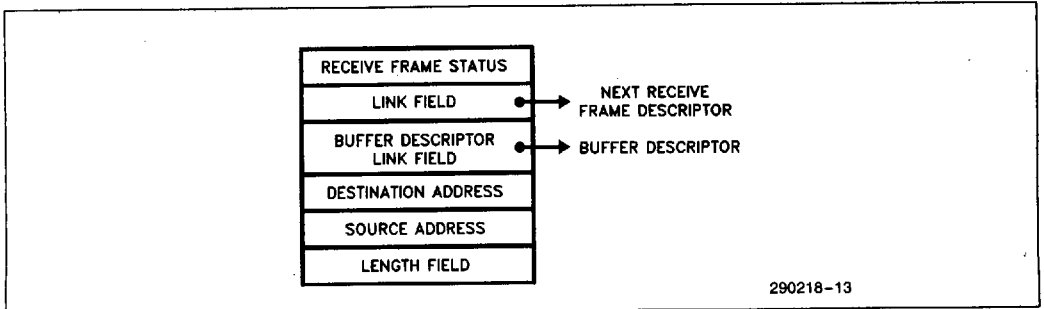 RECEIVE FRAME STATUS
LINK FIELD
NEXT RECEIVE
FRAME DESCRIPTOR
BUFFER DESCRIPTOR
LINK FIELD
BUFFER DESCRIPTOR
DESTINATION ADDRESS
SOURCE ADDRESS
LENGTH FIELD
290218-13